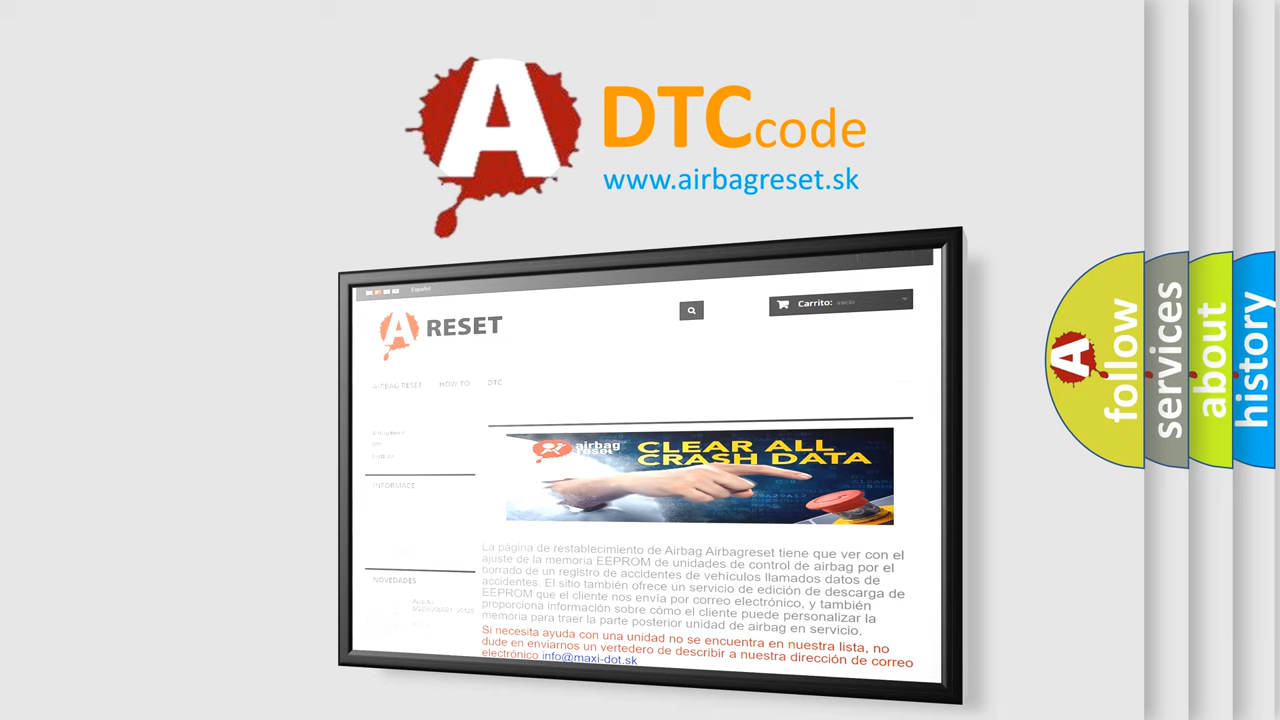 A DTC code
www.airbagreset.sk
Español
A RESET
Carrito: vacío
AIRBAG RESET HOW TO DTC
INFORMACE
NOVEDADES
airbag
reset
CLEAR ALL
CRASH DATA
La página de restablecimiento de Airbag Airbagreset tiene que ver con el
ajuste de la memoria EEPROM de unidades de control de airbag por el
borrado de un registro de accidentes de vehículos llamados datos de
accidentes. El sitio también ofrece un servicio de edición de descarga de
EEPROM que el cliente nos envía por correo electrónico, y también
proporciona información sobre cómo el cliente puede personalizar la
memoria para traer la parte posterior unidad de airbag en servicio.
Si necesita ayuda con una unidad no se encuentra en nuestra lista, no
dude en enviarnos un vertedero de describir a nuestra dirección de correo
electrónico info@maxi-dot.sk
A follow
services
about
history